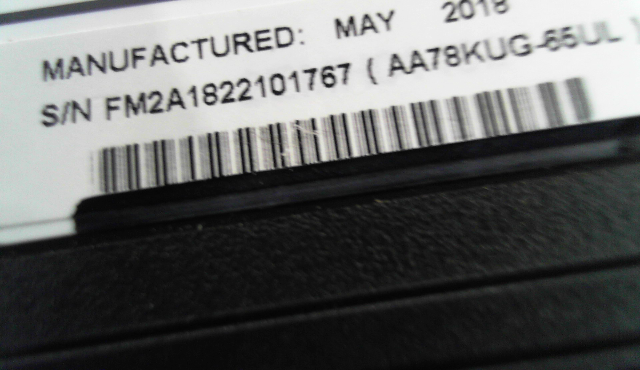 MANUFACTURED: MAY 2018
S/N FM2A1822101767 ( AA78KUG-65UL )